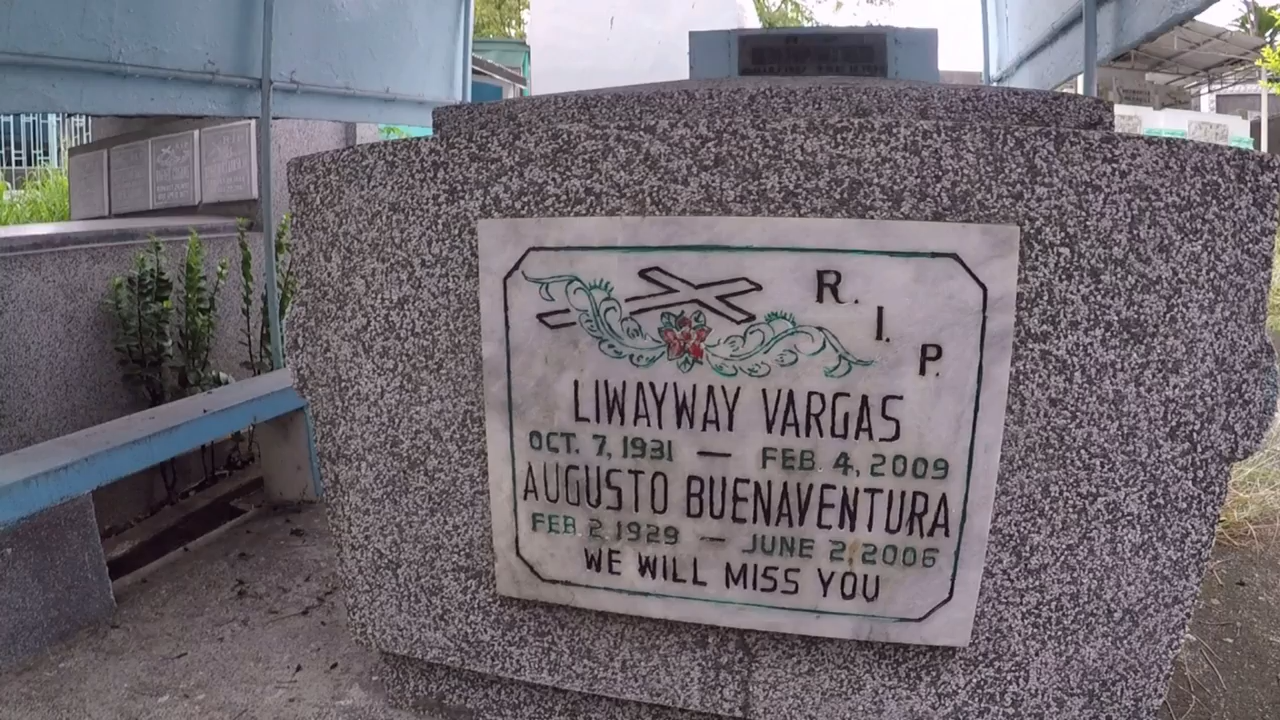 R.
I.
P.
LIWAYWAY VARGAS
OCT. 7, 1931 — FEB. 4, 2009
AUGUSTO BUENAVENTURA
FEB. 2, 1929 — JUNE 2, 2006
WE WILL MISS YOU